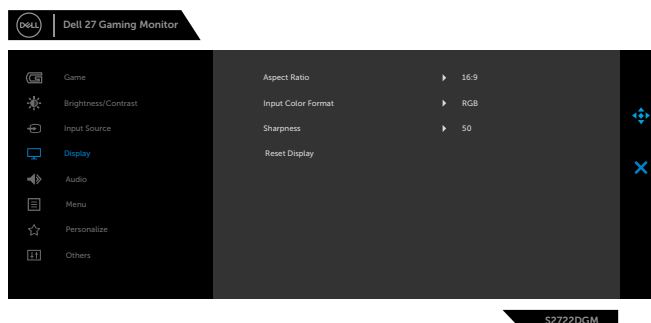 DELL
Dell 27 Gaming Monitor
Game
Aspect Ratio 16:9
Brightness/Contrast
Input Color Format RGB
Input Source
Sharpness 50
Display
Reset Display
Audio
Menu
Personalize
Others
S2722DGM